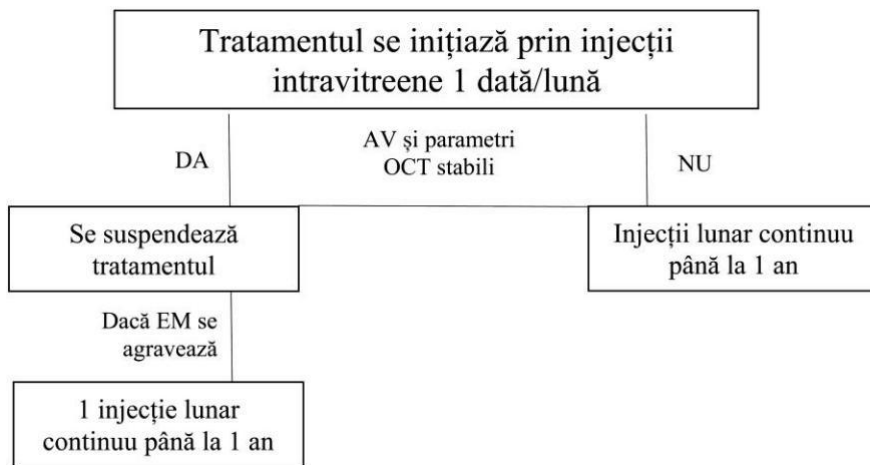 Tratamentul se inițiază prin injecții
intravitreene 1 dată/lună
AV și parametri
OCT stabili
DA
NU
Se suspendează
tratamentul
Injecții lunar continuu
până la 1 an
Dacă EM se
agravează
1 injecție lunar
continuu până la 1 an